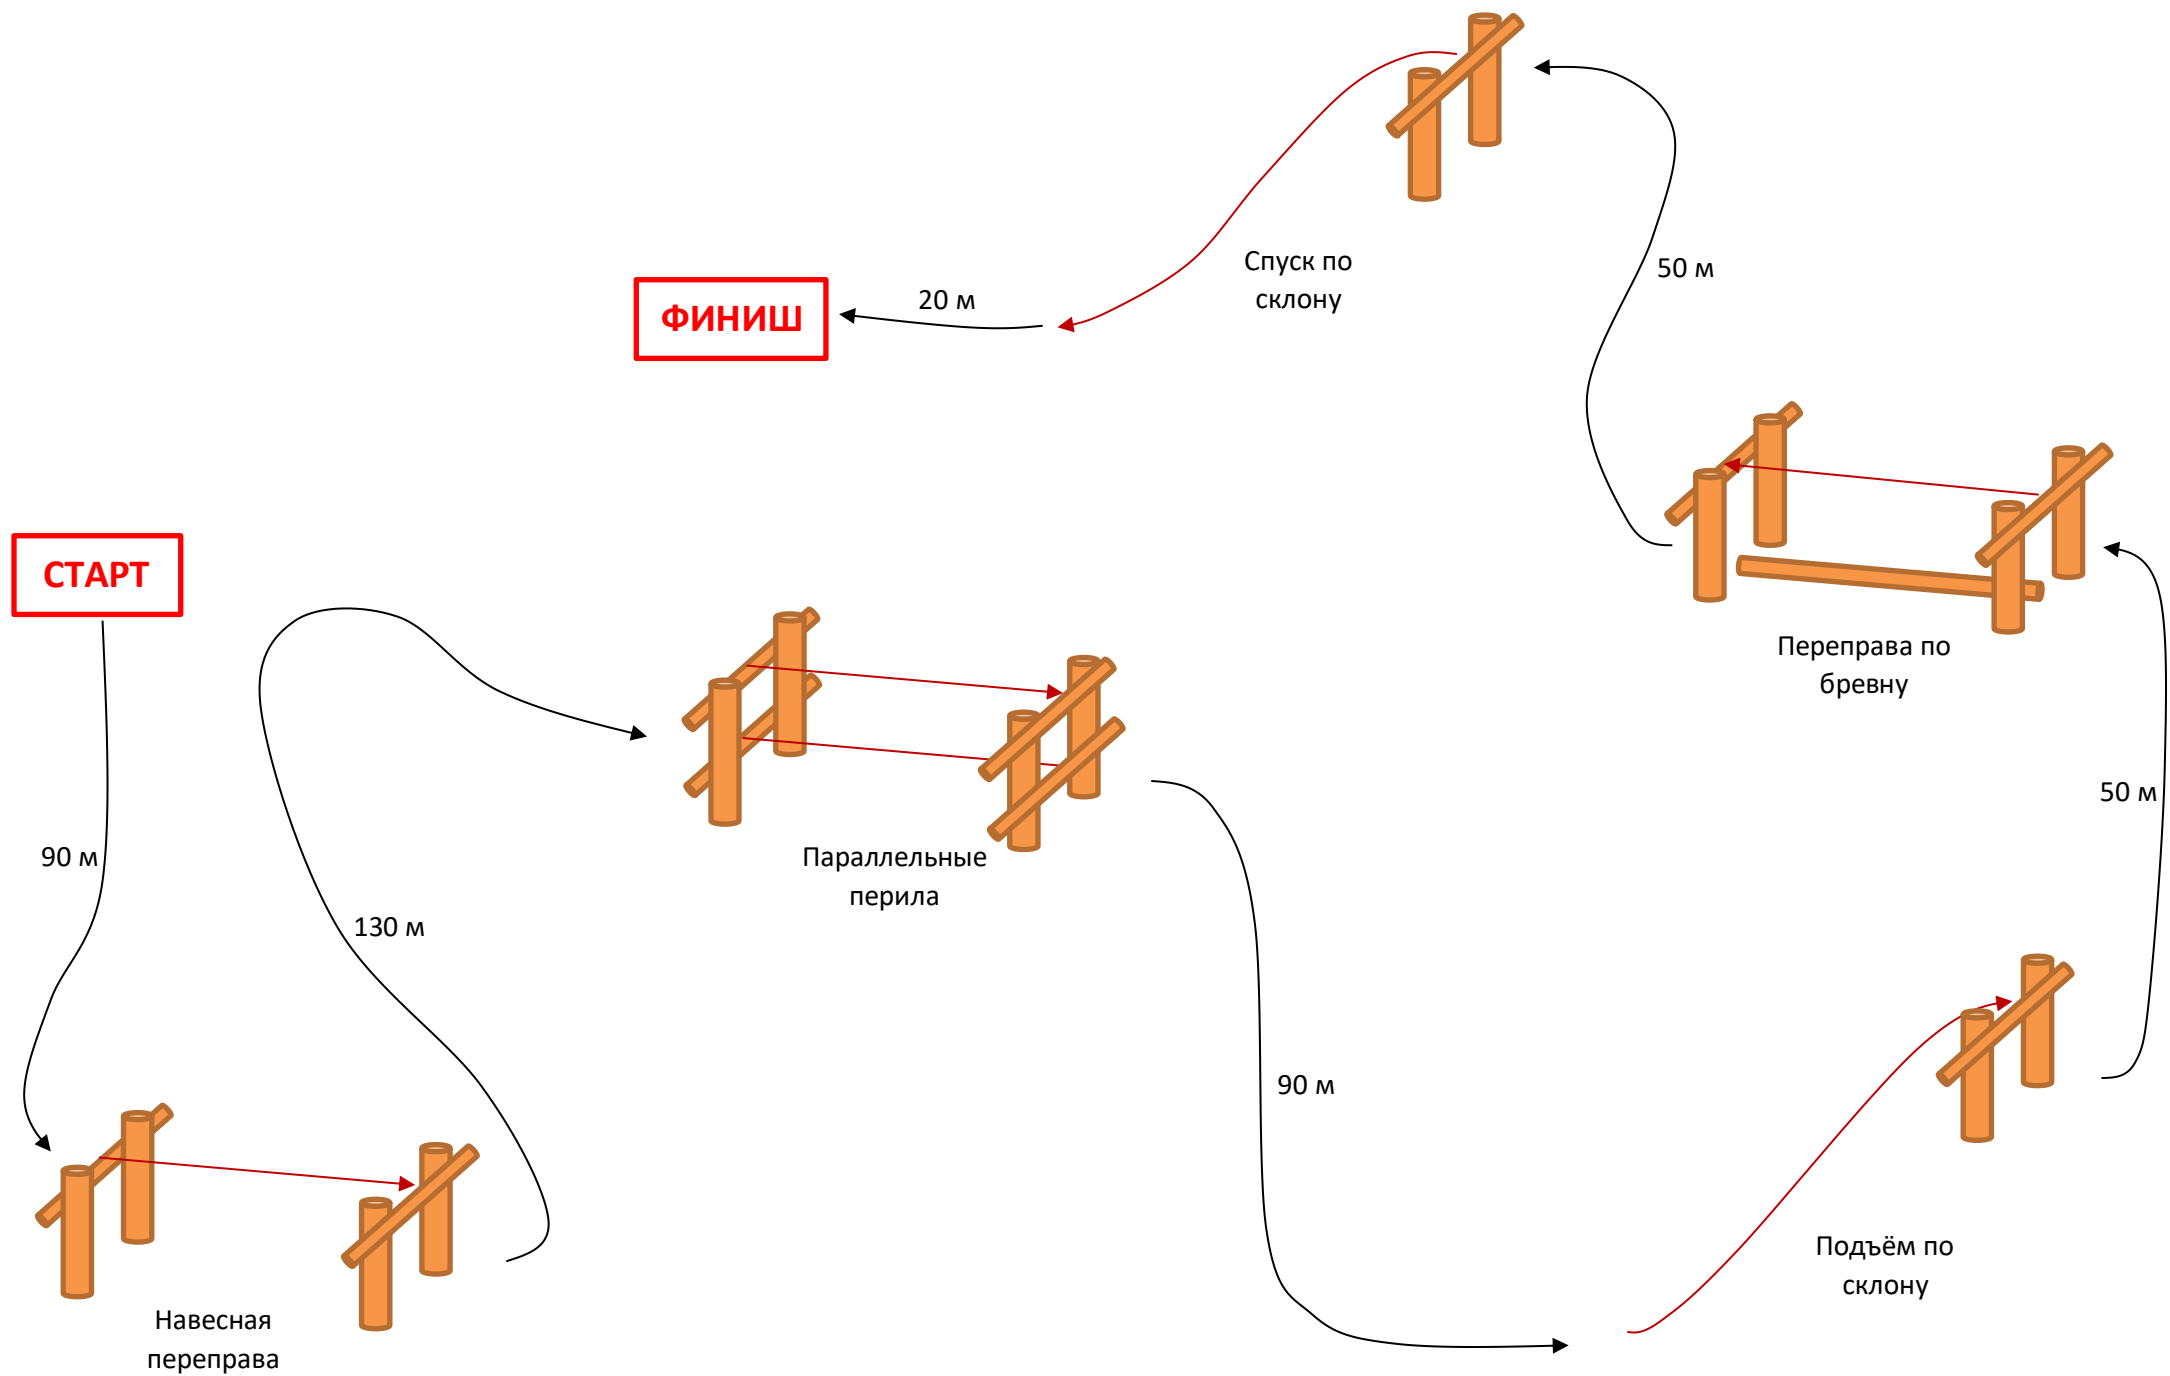 СТАРТ
90 м
Навесная
переправа
130 м
Параллельные
перила
90 м
Подъём по
склону
50 м
Переправа по
бревну
50 м
Спуск по
склону
20 м
ФИНИШ